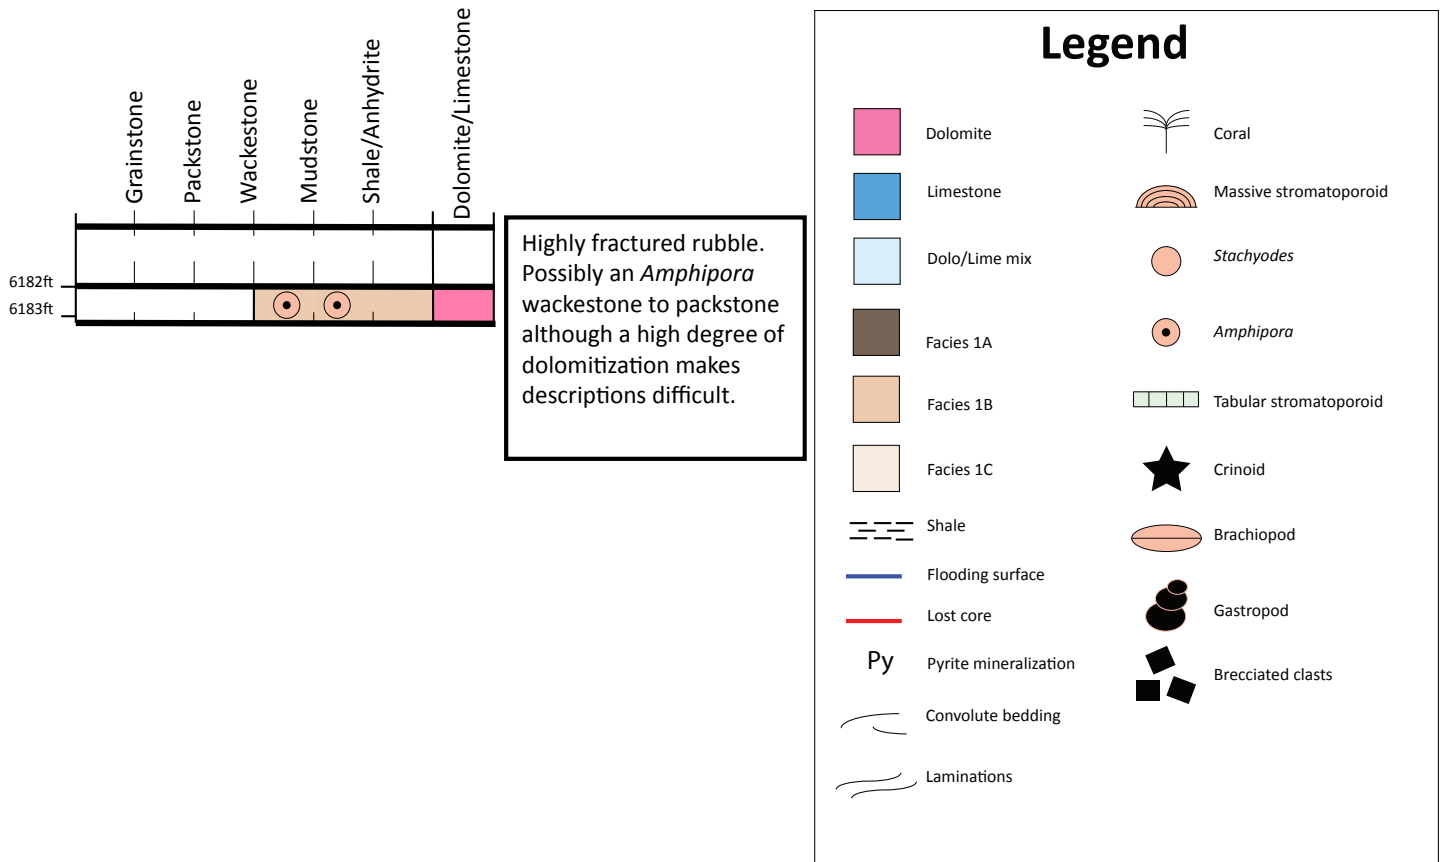 Grainstone
Packstone
Wackestone
Mudstone
Shale/Anhydrite
Dolomite/Limestone
6182ft
6183ft
Highly fractured rubble.
Possibly an Amphipora
wackestone to packstone
although a high degree of
dolomitization makes
descriptions difficult.
Legend
Dolomite
Limestone
Dolo/Lime mix
Facies 1A
Facies 1B
Facies 1C
Shale
Flooding surface
Lost core
Py Pyrite mineralization
Convolute bedding
Laminations
Coral
Massive stromatoporoid
Stachyodes
Amphipora
Tabular stromatoporoid
Crinoid
Brachiopod
Gastropod
Brecciated clasts